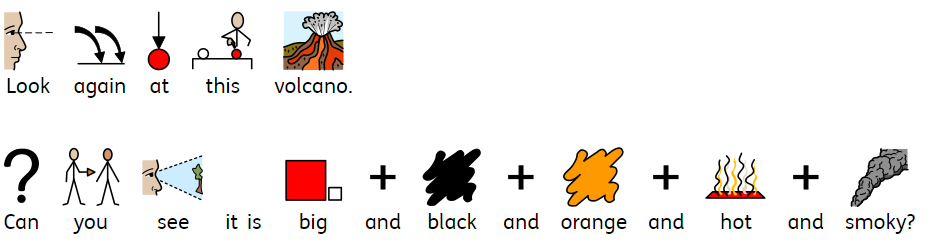 Look again at this volcano.
Can you see it is big and black and orange and hot and smoky?